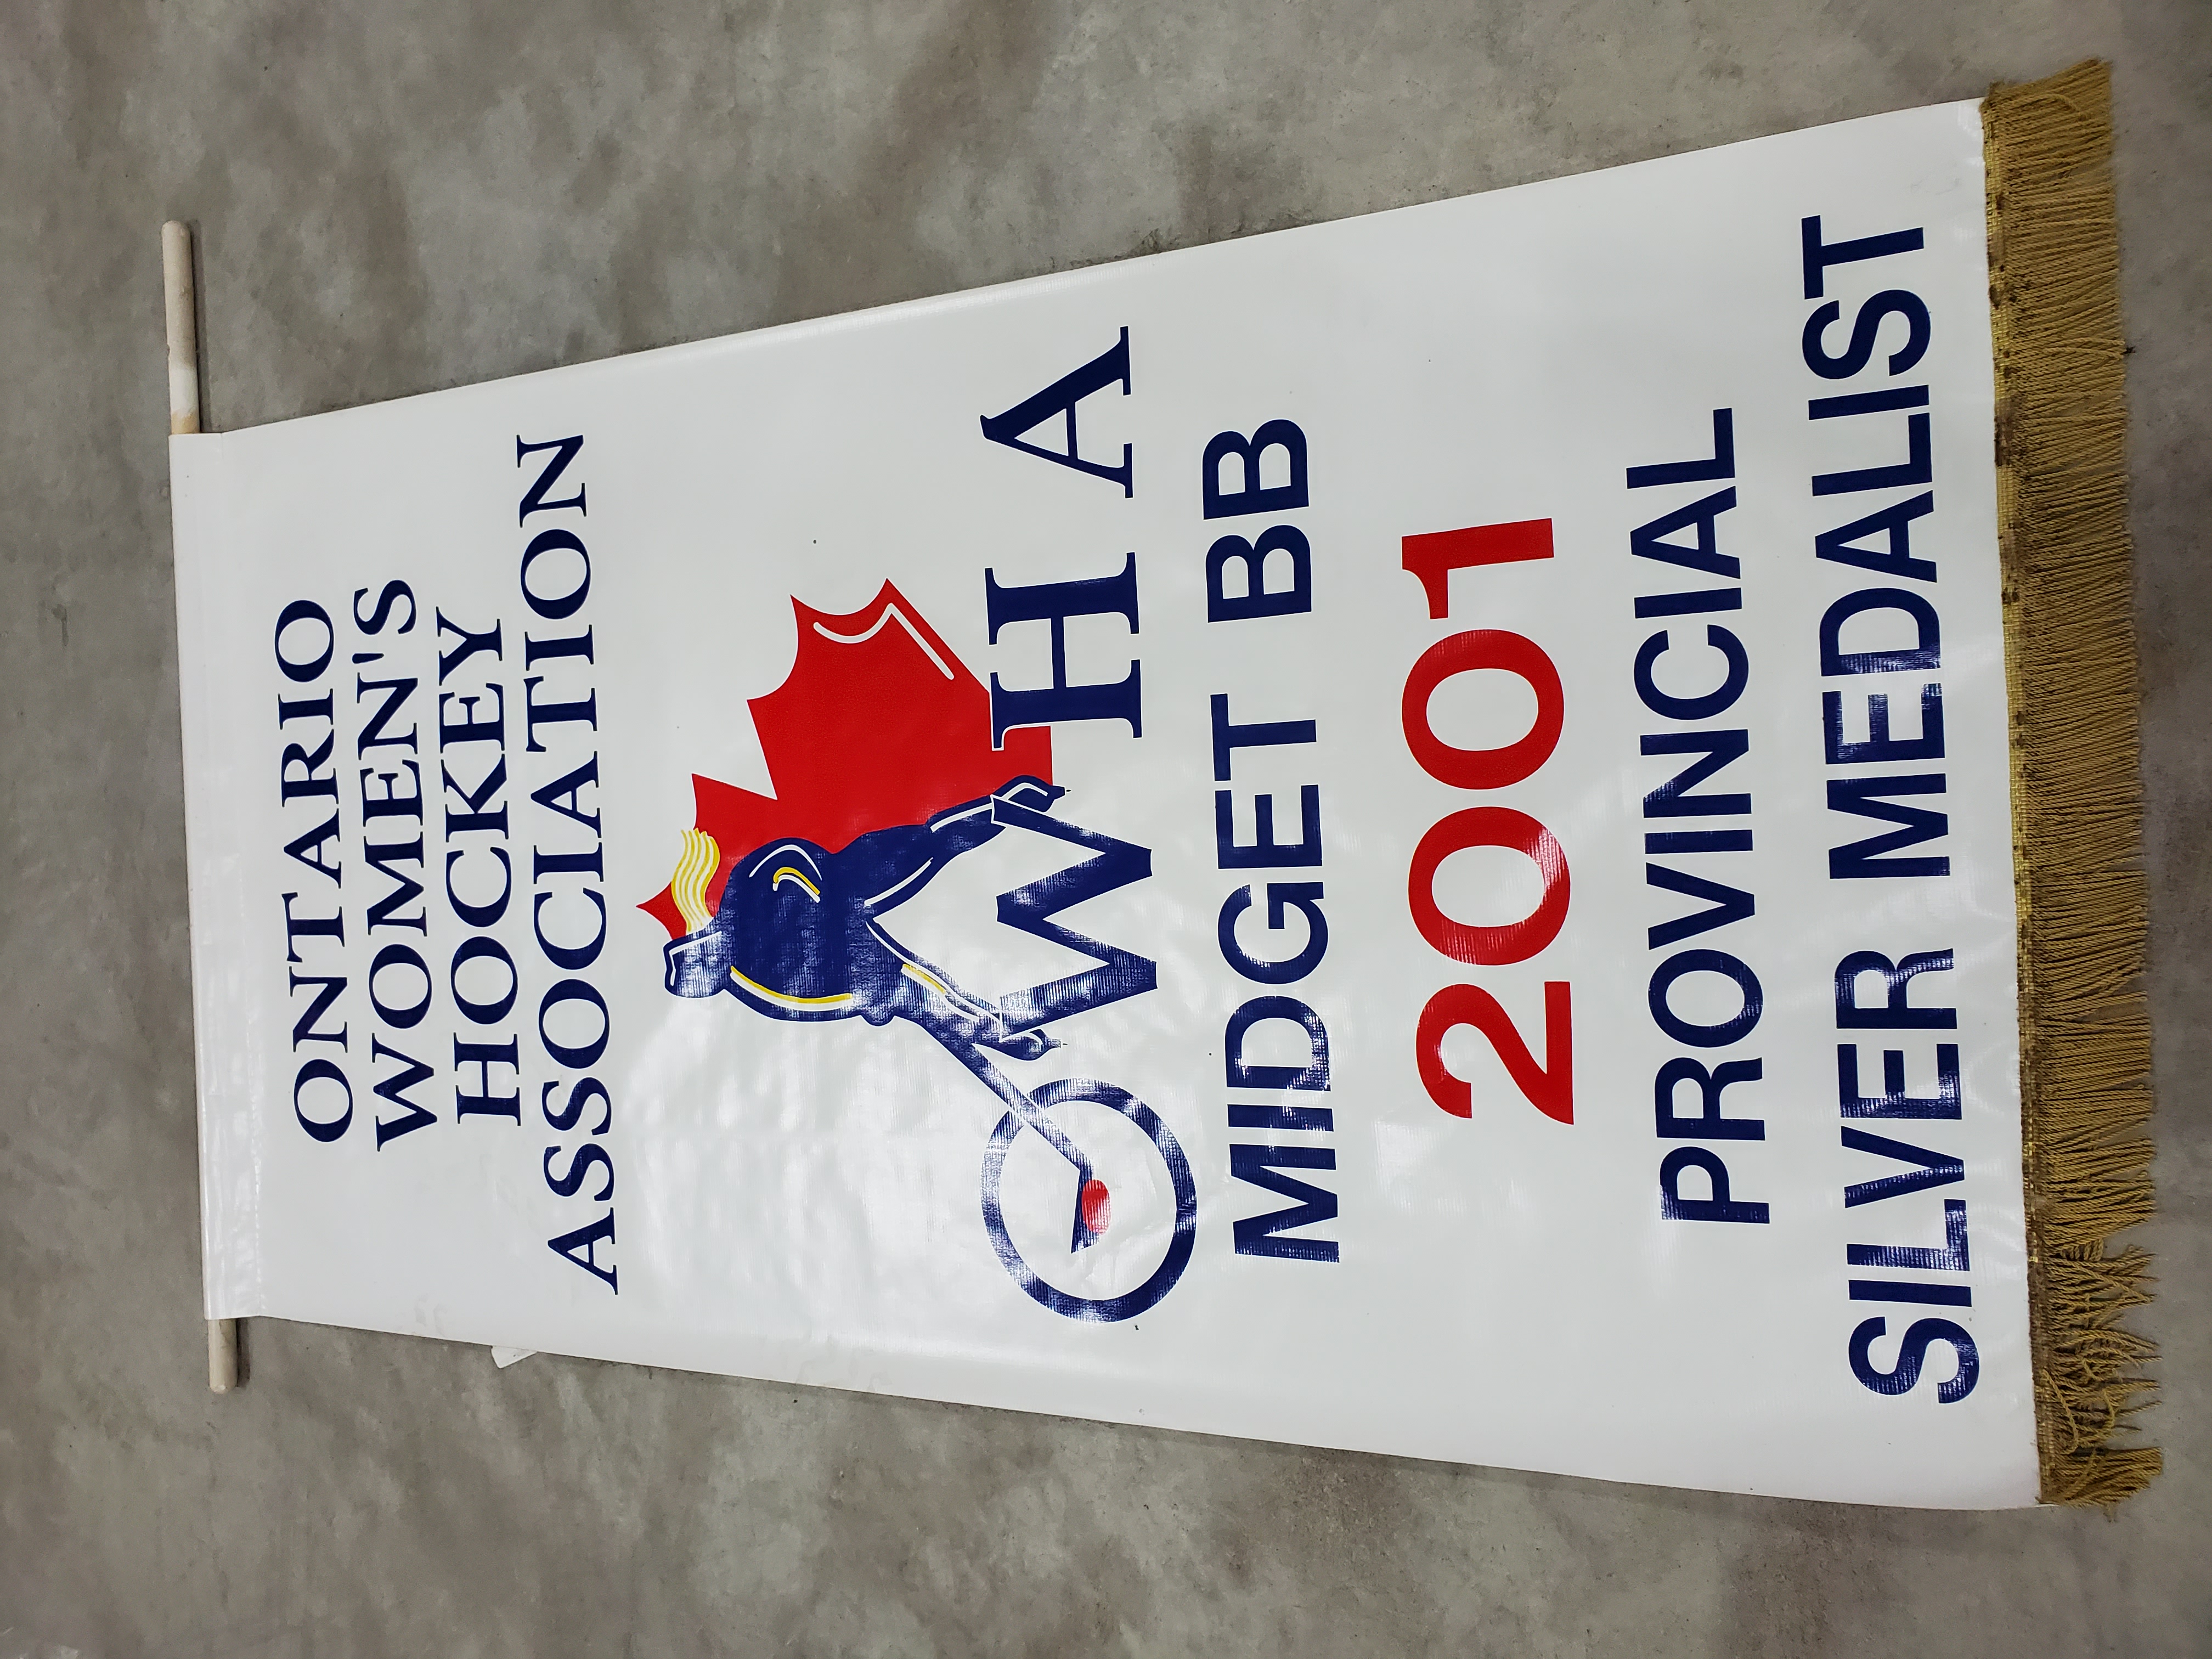 ONTARIO
WOMEN'S
HOCKEY
ASSOCIATION
OWHA
MIDGET BB
2001
PROVINCIAL
SILVER MEDALIST